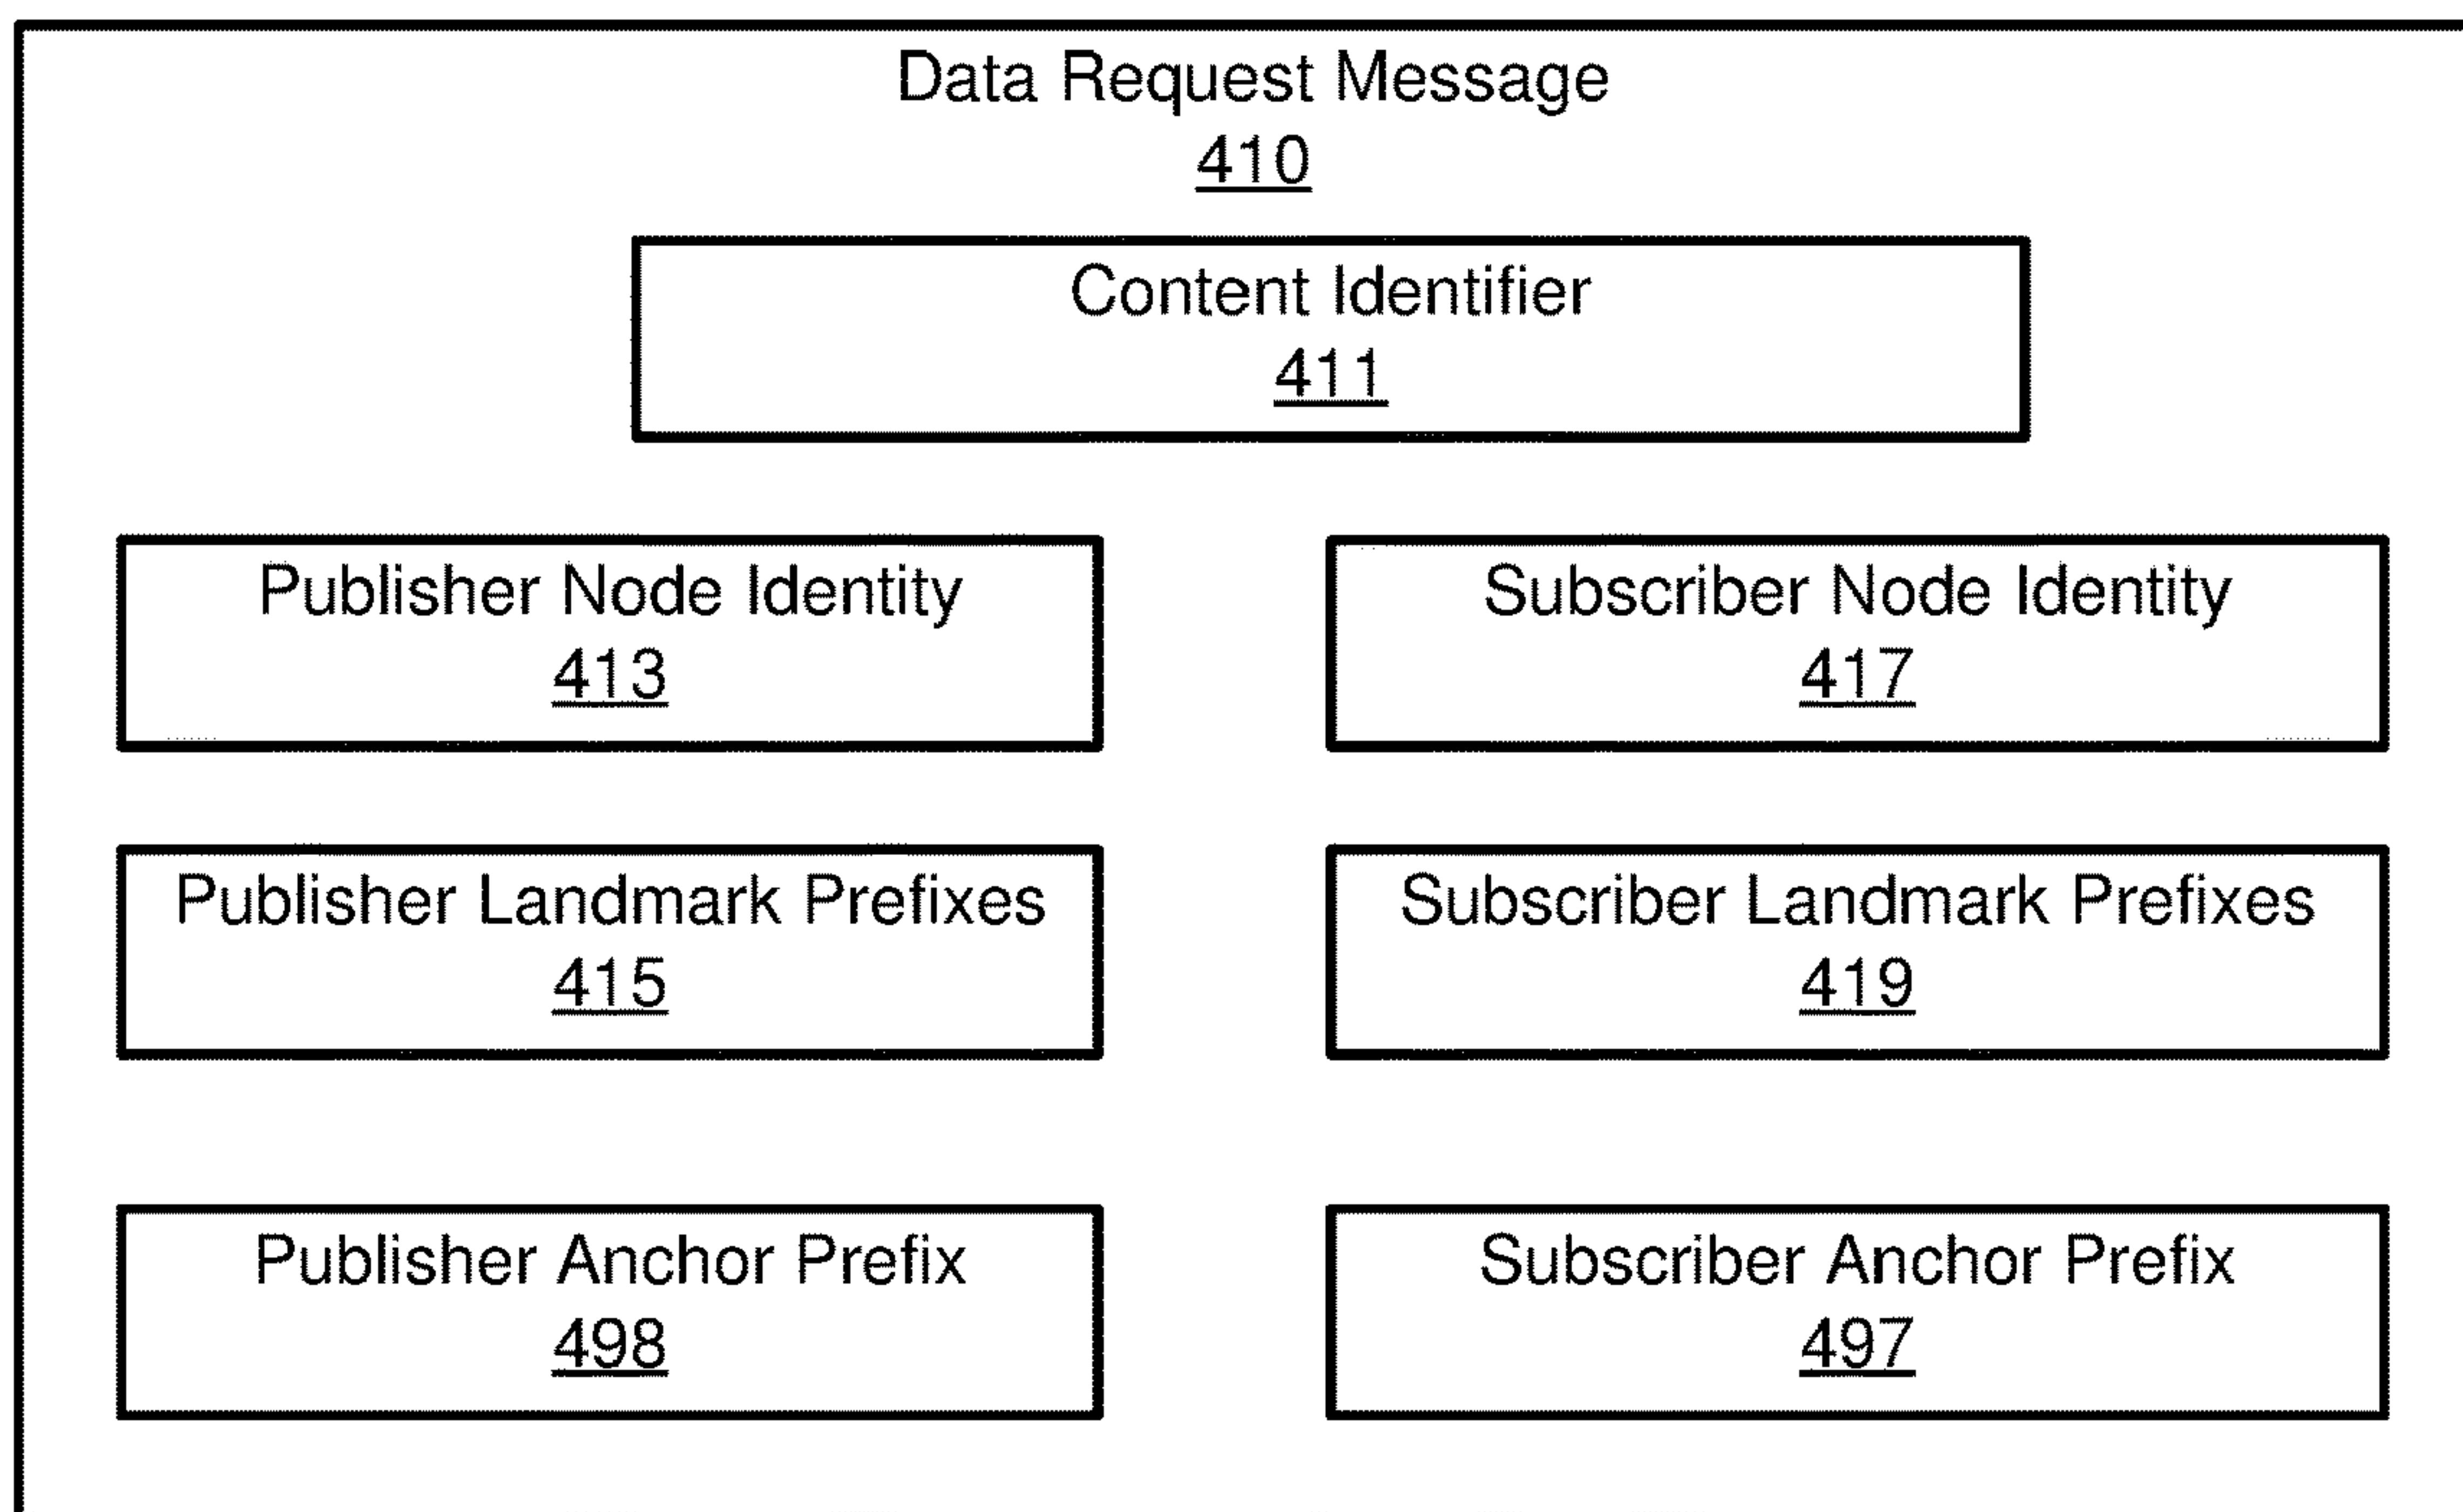 Data Request Message
410
Content Identifier
411
Publisher Node Identity
413
Subscriber Node Identity
417
Publisher Landmark Prefixes
415
Subscriber Landmark Prefixes
419
Publisher Anchor Prefix
498
Subscriber Anchor Prefix
497